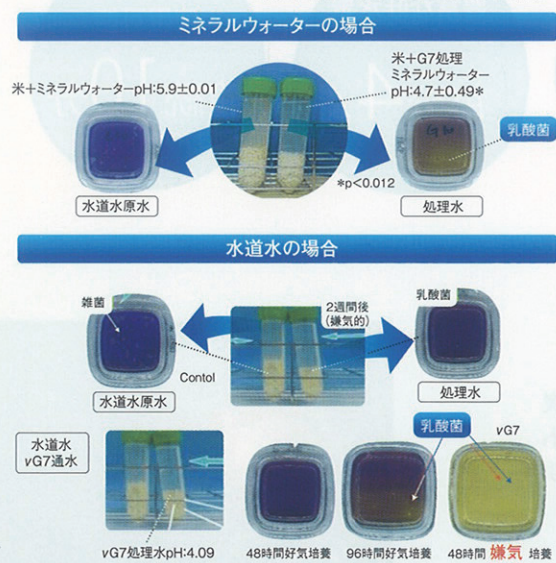 ミネラルウォーターの場合
米＋ミネラルウォーターpH:5.9±0.01
米＋G7処理
ミネラルウォーター
pH:4.7±0.49*
乳酸菌
*p<0.012
水道水原水
処理水
水道水の場合
雑菌
2週間後
(嫌気的)
乳酸菌
Contol
水道水原水
処理水
水道水
vG7通水
乳酸菌
vG7
vG7処理水pH:4.09
48時間好気培養
96時間好気培養
48時間 嫌気 培養